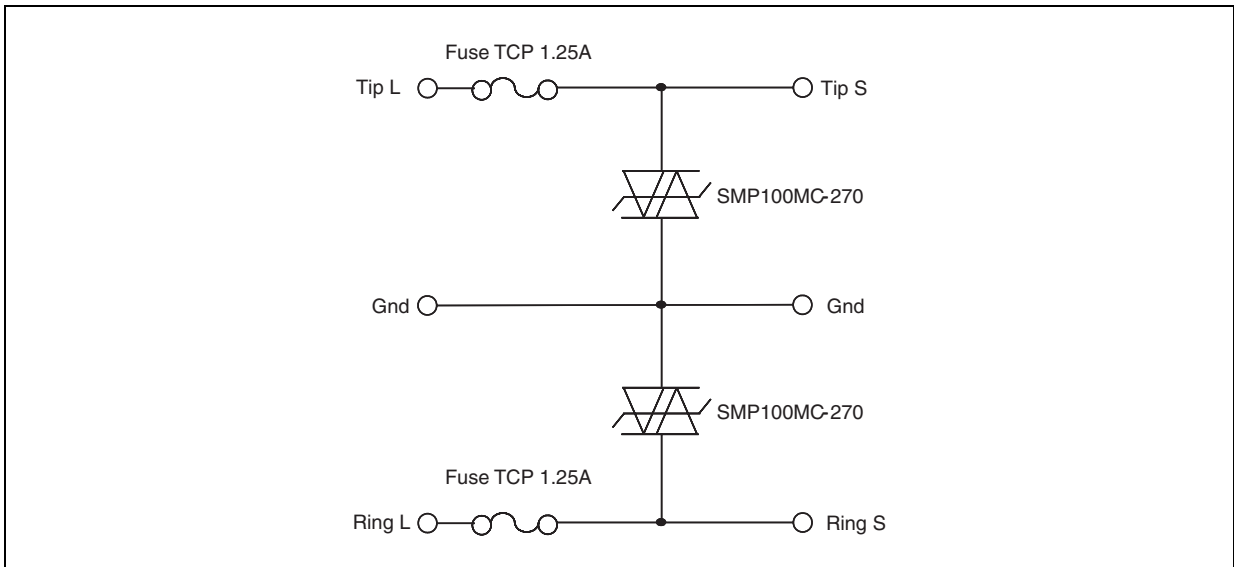 Fuse TCP 1.25A
Tip L
Tip S
SMP100MC-270
Gnd
Gnd
SMP100MC-270
Fuse TCP 1.25A
Ring L
Ring S